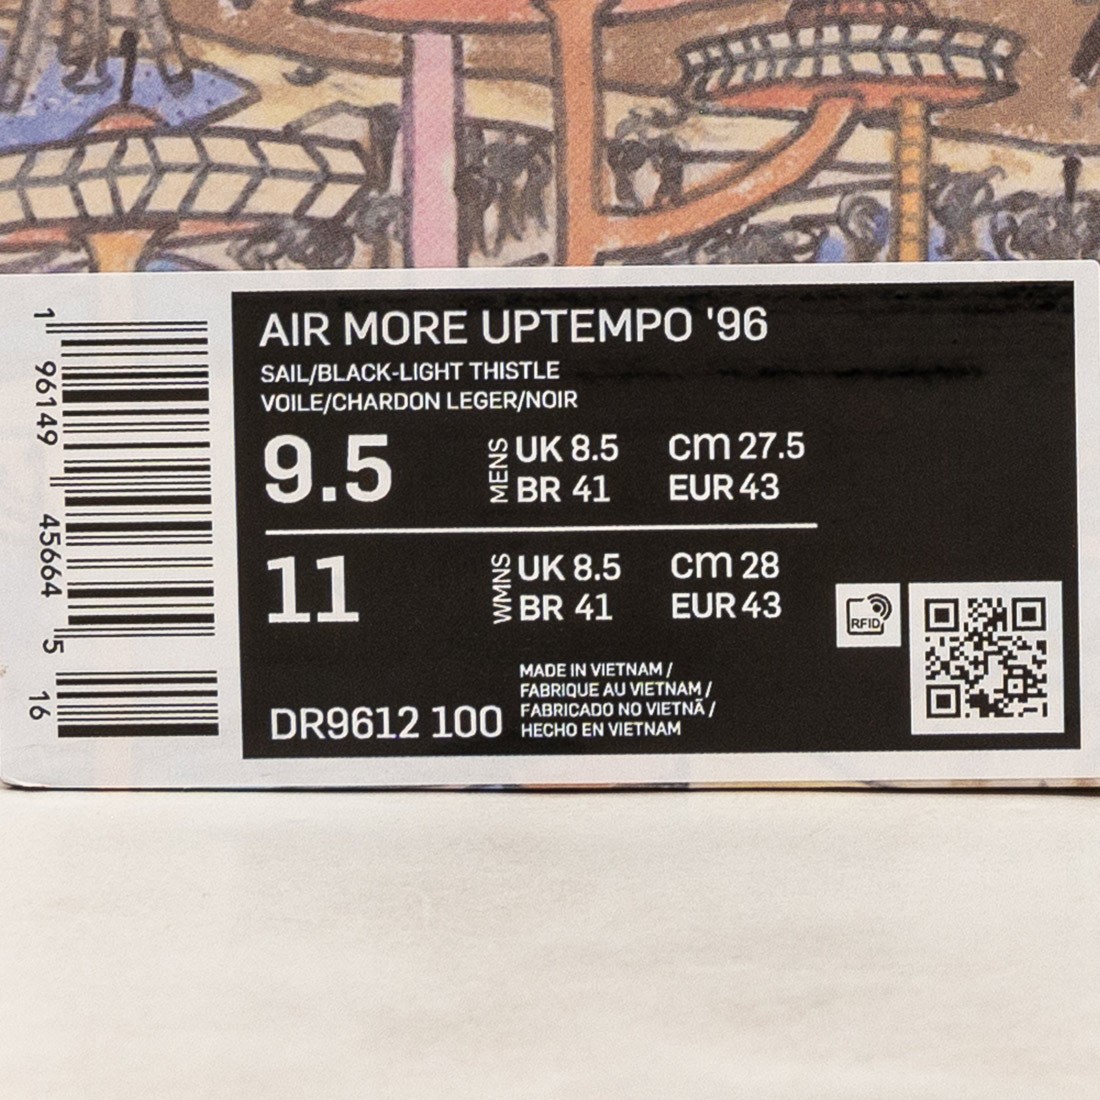 1 96149 45664 5 16
AIR MORE UPTEMPO '96
SAIL/BLACK-LIGHT THISTLE
VOILE/CHARDON LEGER/NOIR
9.5 MENS UK 8.5 cm 27.5
BR 41 EUR 43
11 WMNS UK 8.5 cm 28
BR 41 EUR 43
RFID
MADE IN VIETNAM /
FABRIQUE AU VIETNAM /
FABRICADO NO VIETNÃ /
HECHO EN VIETNAM
DR9612 100